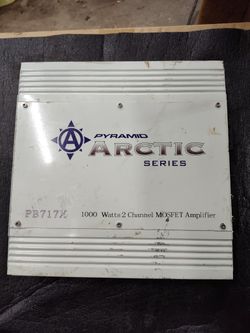 A
PYRAMID
ARCTIC
SERIES
PB717X 1000 Watts 2 Channel MOSFET Amplifier